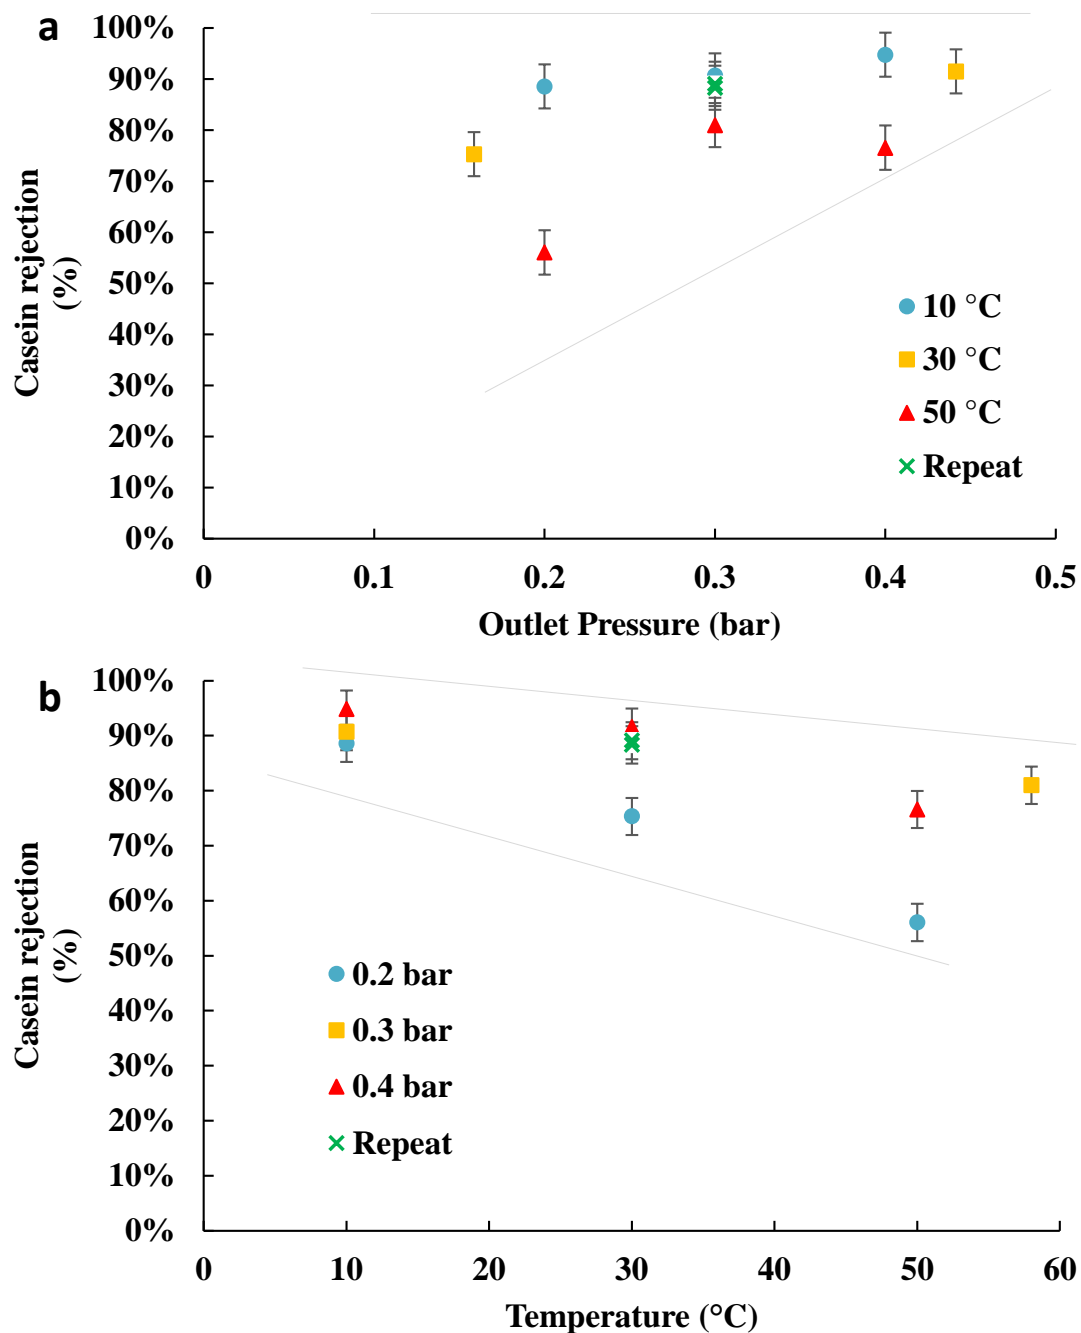 a
100%
90%
80%
70%
60%
50%
40%
30%
20%
10%
0%
Casein rejection
(%)
10 °C
30 °C
50 °C
Repeat
0
0.1
0.2
0.3
0.4
0.5
Outlet Pressure (bar)
b
100%
90%
80%
70%
60%
50%
40%
30%
20%
10%
0%
Casein rejection
(%)
0.2 bar
0.3 bar
0.4 bar
Repeat
0
10
20
30
40
50
60
Temperature (°C)